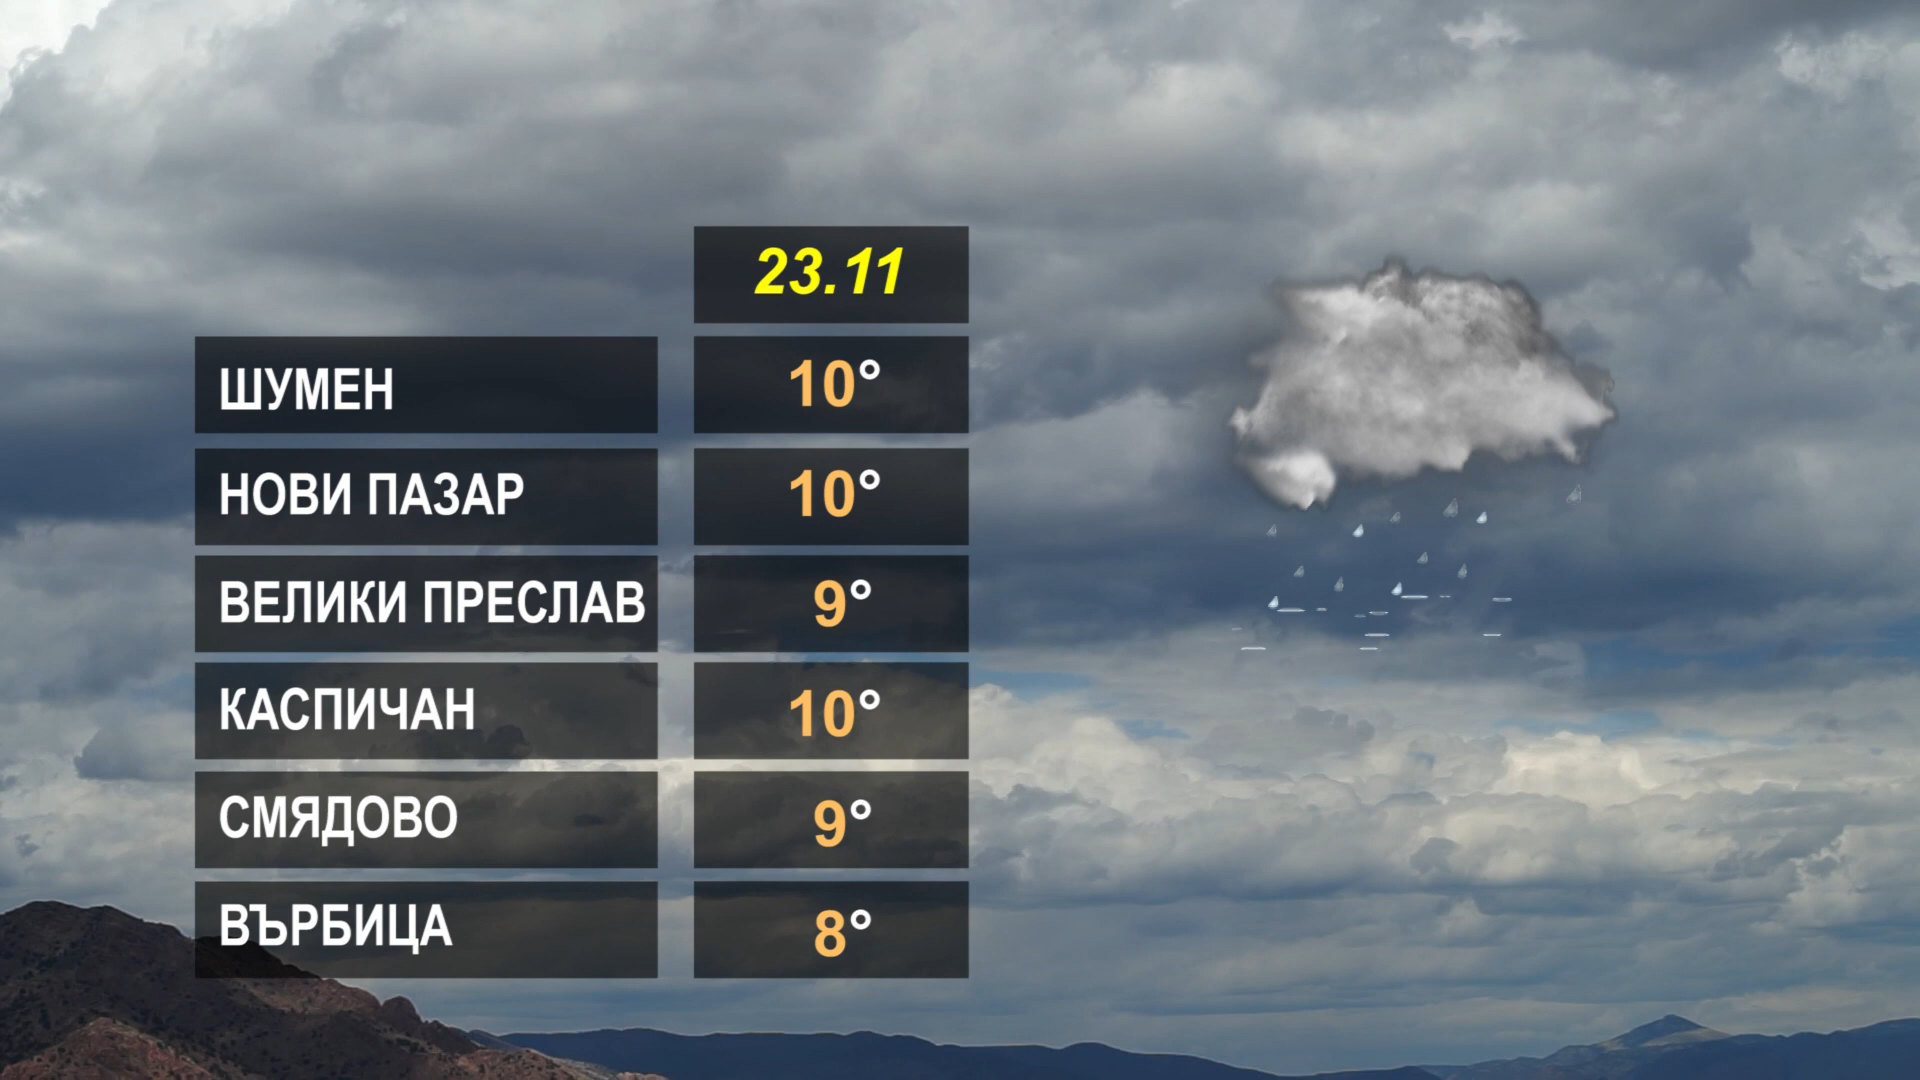 23.11
ШУМЕН 10°
НОВИ ПАЗАР 10°
ВЕЛИКИ ПРЕСЛАВ 9°
КАСПИЧАН 10°
СМЯДОВО 9°
ВЪРБИЦА 8°